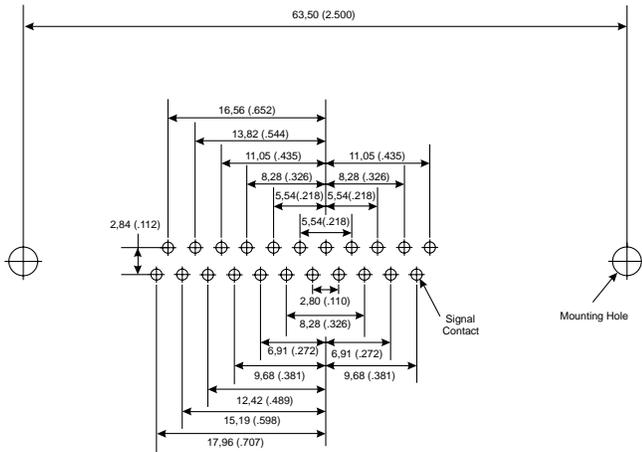 63,50 (2.500)
16,56 (.652)
13,82 (.544)
11,05 (.435) 11,05 (.435)
8,28 (.326) 8,28 (.326)
5,54(.218) 5,54(.218)
2,84 (.112)
5,54(.218)
2,80 (.110)
Signal
Contact
Mounting Hole
8,28 (.326)
6,91 (.272) 6,91 (.272)
9,68 (.381) 9,68 (.381)
12,42 (.489)
15,19 (.598)
17,96 (.707)